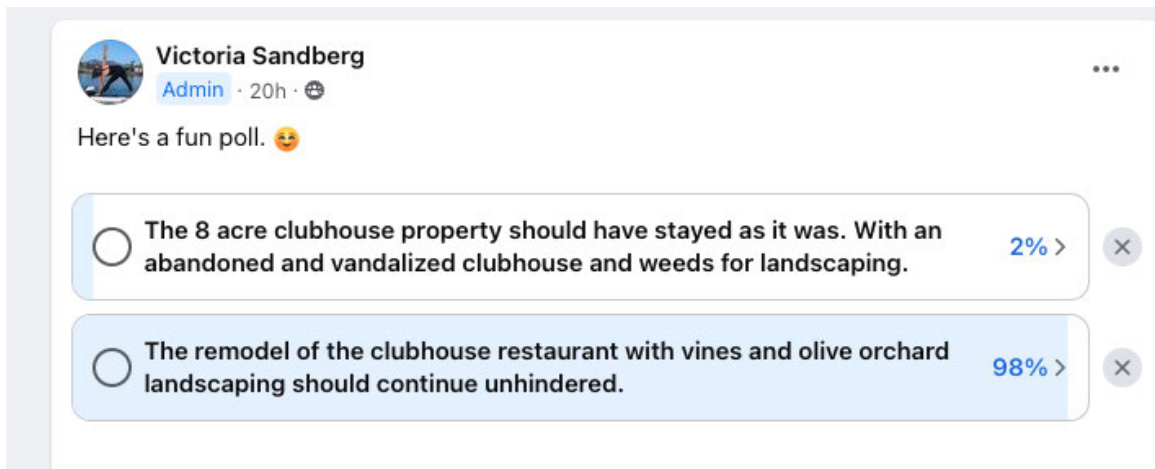 Victoria Sandberg
Admin · 20h ·
Here's a fun poll. 😊
The 8 acre clubhouse property should have stayed as it was. With an
abandoned and vandalized clubhouse and weeds for landscaping.
2%
The remodel of the clubhouse restaurant with vines and olive orchard
landscaping should continue unhindered.
98%